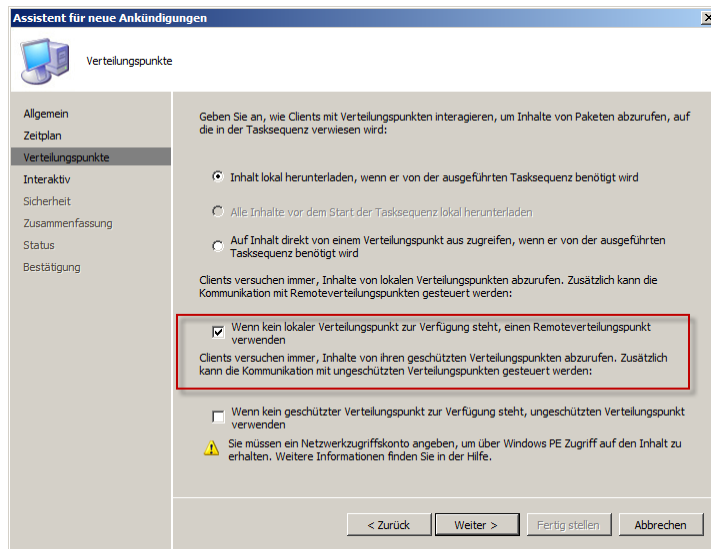 Assistent für neue Ankündigungen
Verteilungspunkte
Allgemein
Zeitplan
Verteilungspunkte
Interaktiv
Sicherheit
Zusammenfassung
Status
Bestätigung
Geben Sie an, wie Clients mit Verteilungspunkten interagieren, um Inhalte von Paketen abzurufen, auf
die in der Tasksequenz verwiesen wird:
Inhalt lokal herunterladen, wenn er von der ausgeführten Tasksequenz benötigt wird
Alle Inhalte vor dem Start der Tasksequenz lokal herunterladen
Auf Inhalt direkt von einem Verteilungspunkt aus zugreifen, wenn er von der ausgeführten
Tasksequenz benötigt wird
Clients versuchen immer, Inhalte von lokalen Verteilungspunkten abzurufen. Zusätzlich kann die
Kommunikation mit Remoteverteilungspunkten gesteuert werden:
Wenn kein lokaler Verteilungspunkt zur Verfügung steht, einen Remoteverteilungspunkt
verwenden
Clients versuchen immer, Inhalte von ihren geschützten Verteilungspunkten abzurufen. Zusätzlich
kann die Kommunikation mit ungeschützten Verteilungspunkten gesteuert werden:
Wenn kein geschützter Verteilungspunkt zur Verfügung steht, ungeschützten Verteilungspunkt
verwenden
Sie müssen ein Netzwerkzugriffskonto angeben, um über Windows PE Zugriff auf den Inhalt zu
erhalten. Weitere Informationen finden Sie in der Hilfe.
< Zurück
Weiter >
Fertig stellen
Abbrechen